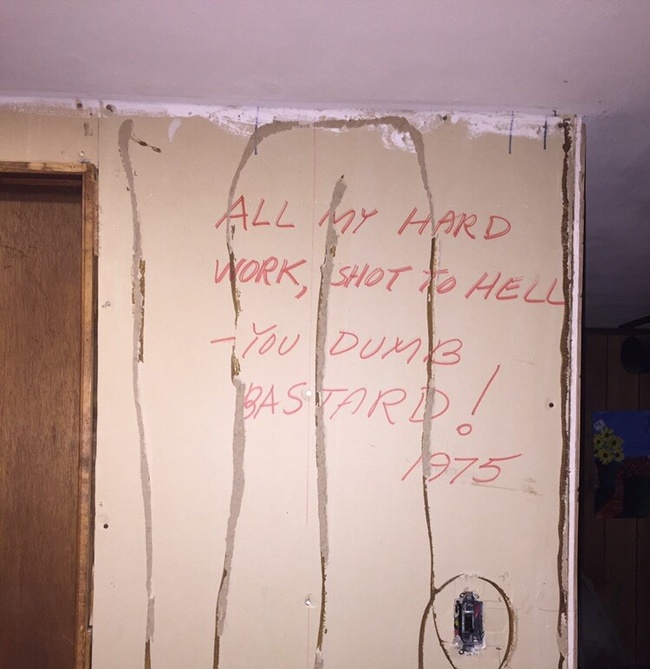 ALL MY HARD
WORK, SHOT TO HELL
-YOU DUMB
BASTARD!
1975